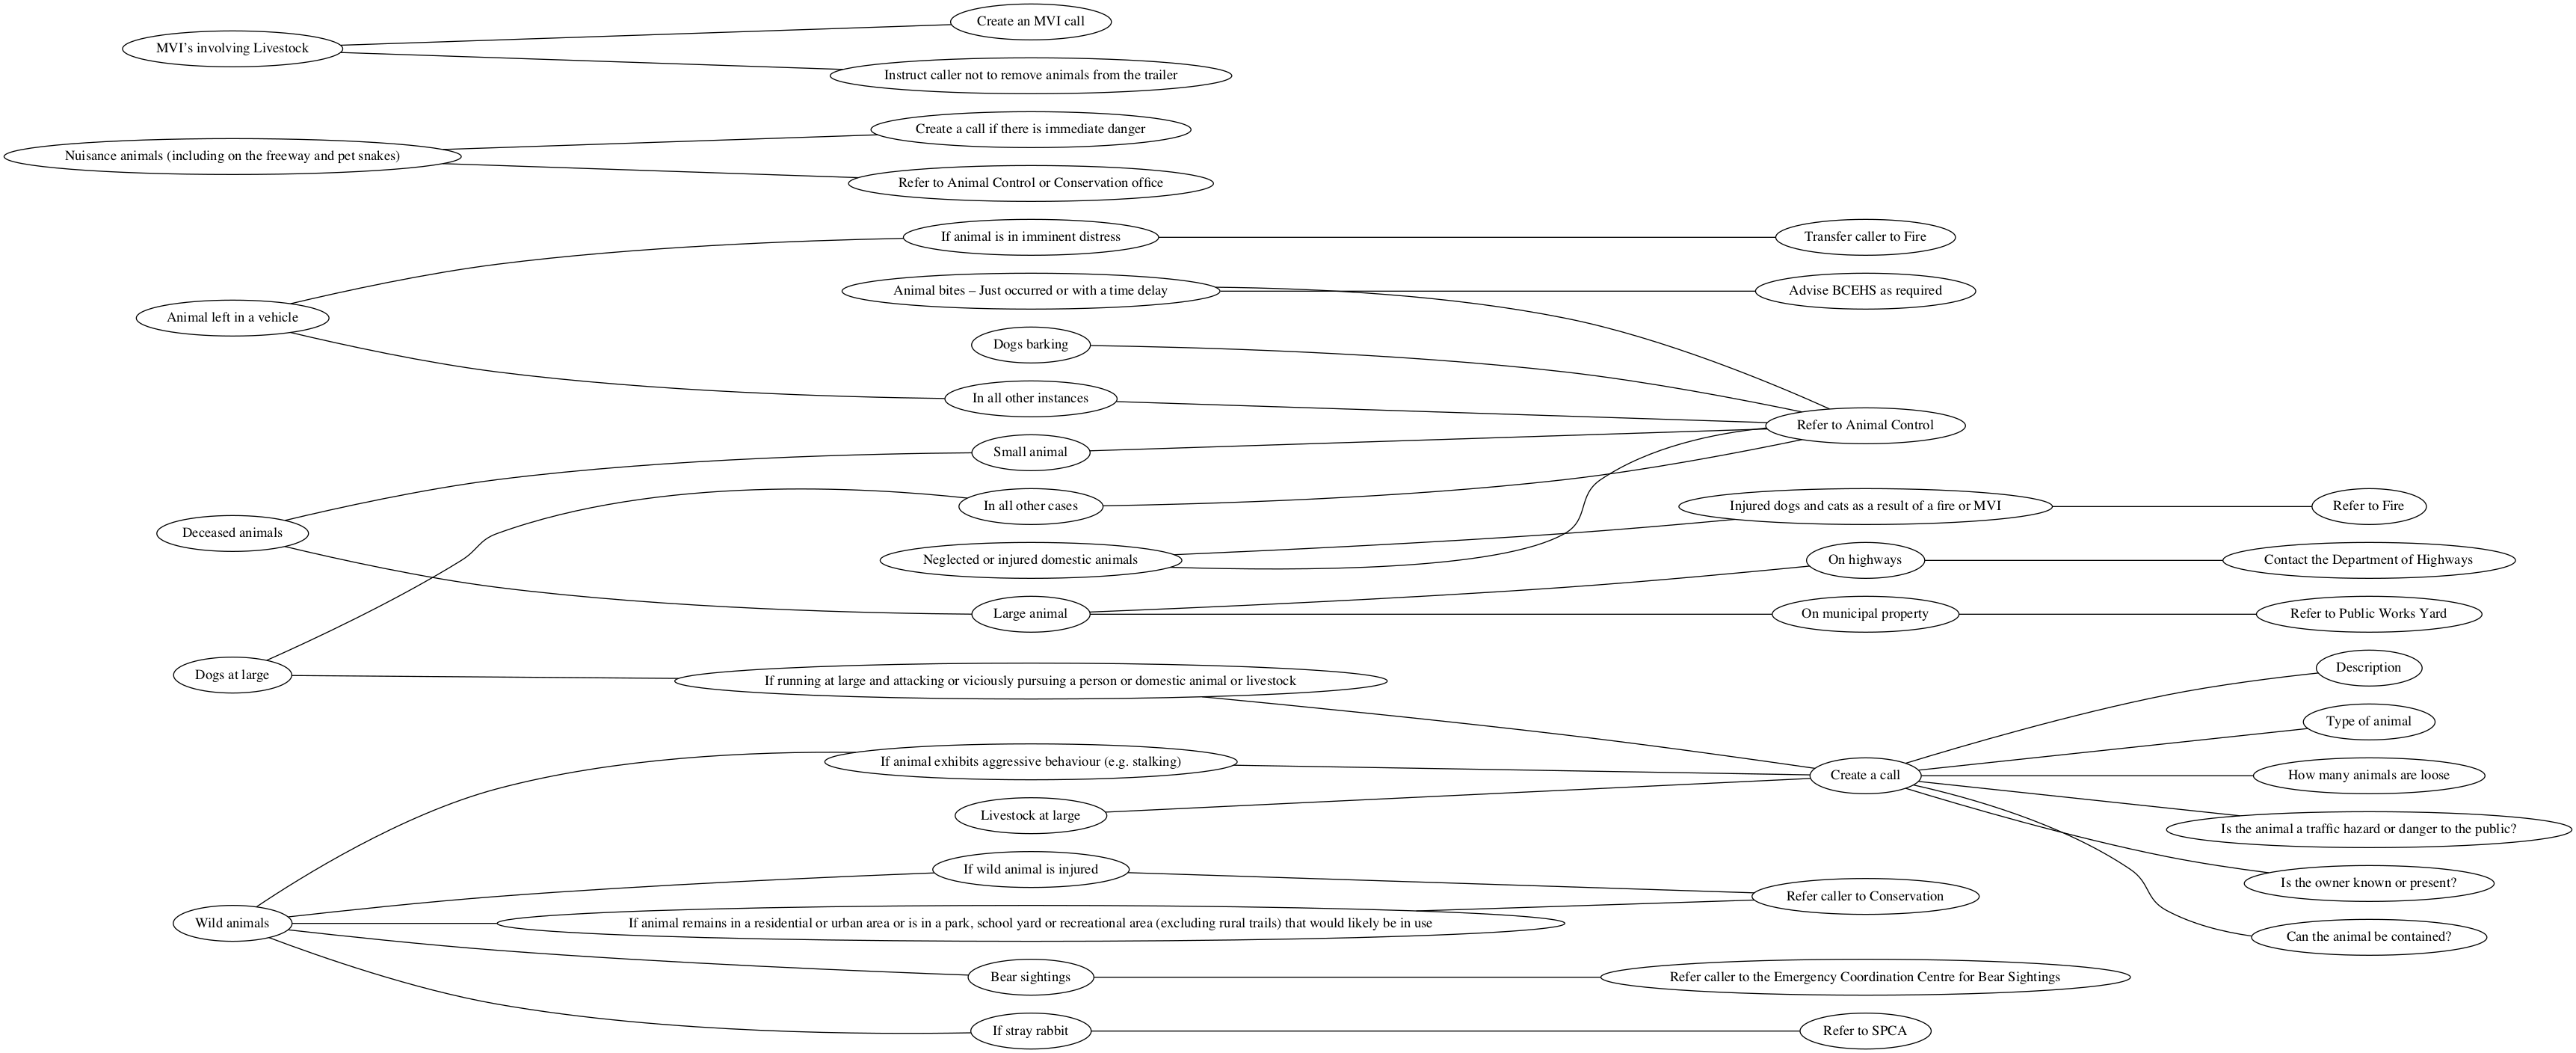 Create an MVI call
MVI’s involving Livestock
Instruct caller not to remove animals from the trailer
Create a call if there is immediate danger
Nuisance animals (including on the freeway and pet snakes)
Refer to Animal Control or Conservation office
If animal is in imminent distress
Transfer caller to Fire
Animal bites – Just occurred or with a time delay
Advise BCEHS as required
Animal left in a vehicle
Dogs barking
In all other instances
Refer to Animal Control
Small animal
In all other cases
Injured dogs and cats as a result of a fire or MVI
Refer to Fire
Deceased animals
Neglected or injured domestic animals
On highways
Contact the Department of Highways
Large animal
On municipal property
Refer to Public Works Yard
Dogs at large
If running at large and attacking or viciously pursuing a person or domestic animal or livestock
Description
Type of animal
If animal exhibits aggressive behaviour (e.g. stalking)
Create a call
How many animals are loose
Livestock at large
Is the animal a traffic hazard or danger to the public?
If wild animal is injured
Is the owner known or present?
Refer caller to Conservation
Wild animals
If animal remains in a residential or urban area or is in a park, school yard or recreational area (excluding rural trails) that would likely be in use
Can the animal be contained?
Bear sightings
Refer caller to the Emergency Coordination Centre for Bear Sightings
If stray rabbit
Refer to SPCA